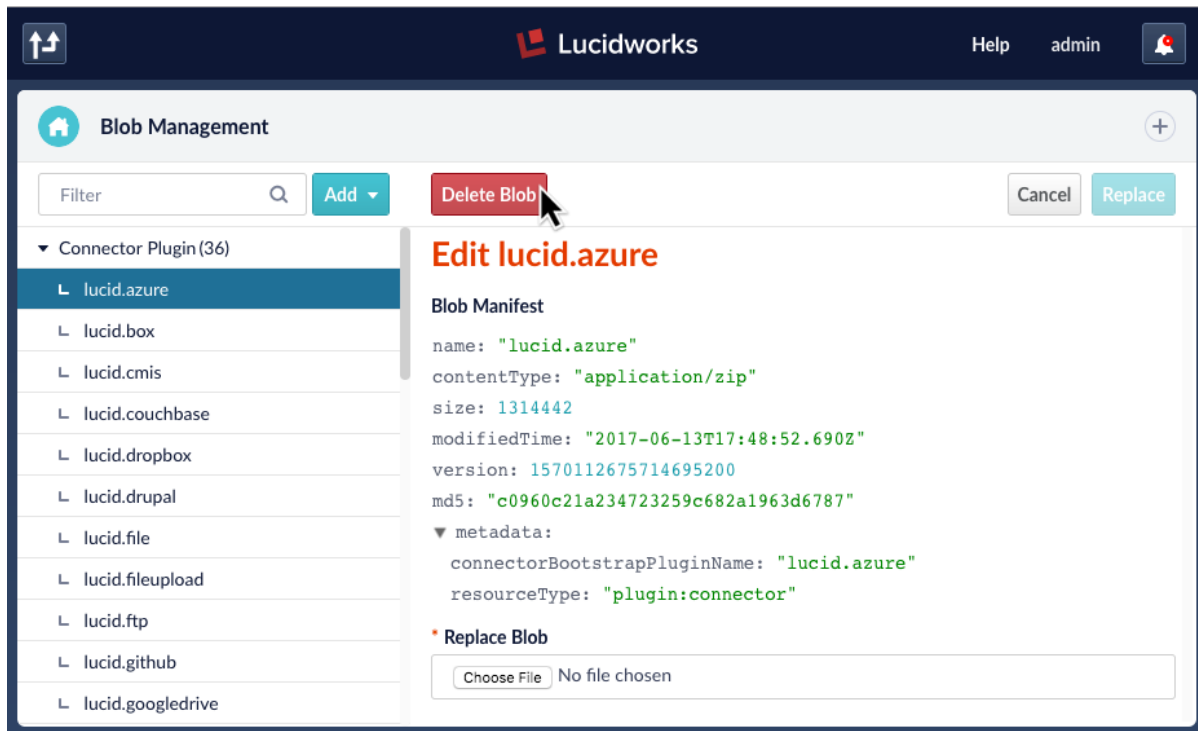 Lucidworks
Help admin
Blob Management
Filter Add Delete Blob Cancel Replace
Connector Plugin (36)
lucid.azure
lucid.box
lucid.cmis
lucid.couchbase
lucid.dropbox
lucid.drupal
lucid.file
lucid.fileupload
lucid.ftp
lucid.github
lucid.googledrive
Edit lucid.azure
Blob Manifest
name: "lucid.azure"
contentType: "application/zip"
size: 1314442
modifiedTime: "2017-06-13T17:48:52.690Z"
version: 1570112675714695200
md5: "c0960c21a234723259c682a1963d6787"
metadata:
connectorBootstrapPluginName: "lucid.azure"
resourceType: "plugin:connector"
* Replace Blob
Choose File No file chosen